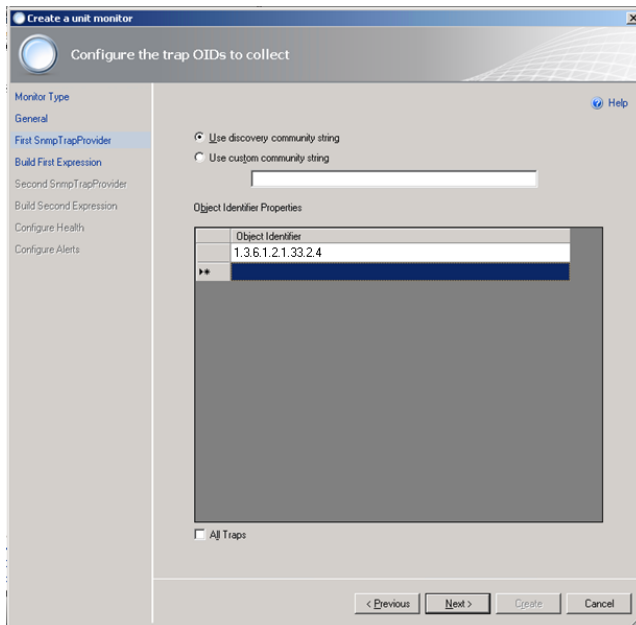 Create a unit monitor
Configure the trap OIDs to collect
Monitor Type
General
First SnmpTrapProvider
Build First Expression
Second SnmpTrapProvider
Build Second Expression
Configure Health
Configure Alerts
Help
Use discovery community string
Use custom community string
Object Identifier Properties
Object Identifier
1.3.6.1.2.1.33.2.4
All Traps
< Previous
Next >
Create
Cancel